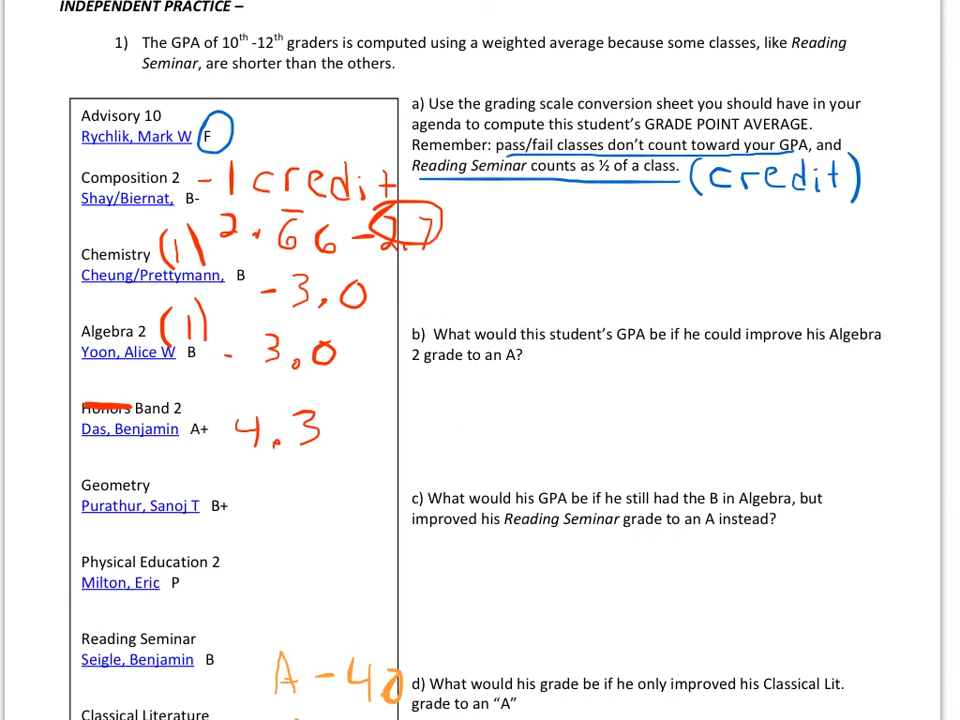 INDEPENDENT PRACTICE –
1) The GPA of 10th -12th graders is computed using a weighted average because some classes, like Reading
Seminar, are shorter than the others.
Advisory 10
Rychlik, Mark W F
Composition 2 - 1 credit
Shay/Biernat, B-
2.66 - 2.7
Chemistry (1)
Cheung/Prettymann, B
- 3.0
Algebra 2 (1)
Yoon, Alice W B - 3.0
Honors Band 2
Das, Benjamin A+ 4.3
Geometry
Purathur, Sanoj T B+
Physical Education 2
Milton, Eric P
Reading Seminar
Seigle, Benjamin B
A - 40
Classical Literature
a) Use the grading scale conversion sheet you should have in your
agenda to compute this student's GRADE POINT AVERAGE.
Remember: pass/fail classes don't count toward your GPA, and
Reading Seminar counts as ½ of a class. (credit)
b) What would this student's GPA be if he could improve his Algebra
2 grade to an A?
c) What would his GPA be if he still had the B in Algebra, but
improved his Reading Seminar grade to an A instead?
d) What would his grade be if he only improved his Classical Lit.
grade to an "A"